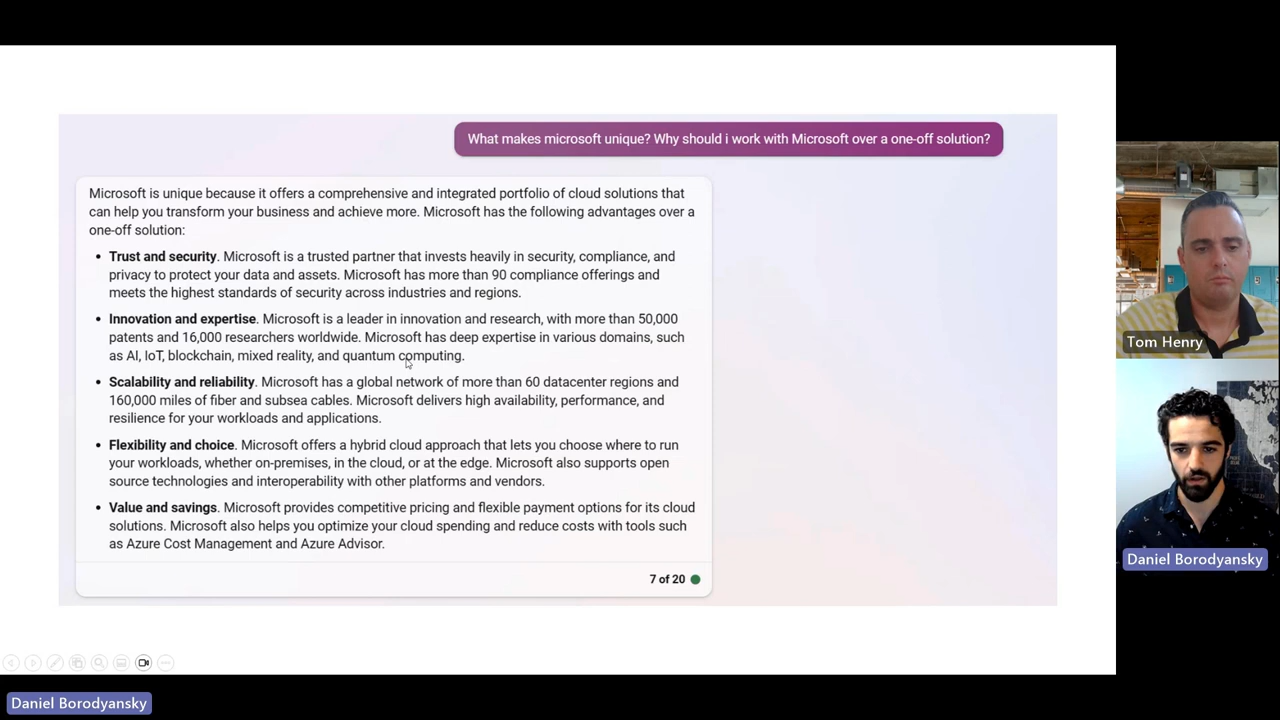 What makes microsoft unique? Why should i work with Microsoft over a one-off solution?
Microsoft is unique because it offers a comprehensive and integrated portfolio of cloud solutions that
can help you transform your business and achieve more. Microsoft has the following advantages over a
one-off solution:
• Trust and security. Microsoft is a trusted partner that invests heavily in security, compliance, and
privacy to protect your data and assets. Microsoft has more than 90 compliance offerings and
meets the highest standards of security across industries and regions.
• Innovation and expertise. Microsoft is a leader in innovation and research, with more than 50,000
patents and 16,000 researchers worldwide. Microsoft has deep expertise in various domains, such
as AI, IoT, blockchain, mixed reality, and quantum computing.
• Scalability and reliability. Microsoft has a global network of more than 60 datacenter regions and
160,000 miles of fiber and subsea cables. Microsoft delivers high availability, performance, and
resilience for your workloads and applications.
• Flexibility and choice. Microsoft offers a hybrid cloud approach that lets you choose where to run
your workloads, whether on-premises, in the cloud, or at the edge. Microsoft also supports open
source technologies and interoperability with other platforms and vendors.
• Value and savings. Microsoft provides competitive pricing and flexible payment options for its cloud
solutions. Microsoft also helps you optimize your cloud spending and reduce costs with tools such
as Azure Cost Management and Azure Advisor.
7 of 20
Tom Henry
Daniel Borodyansky
Daniel Borodyansky